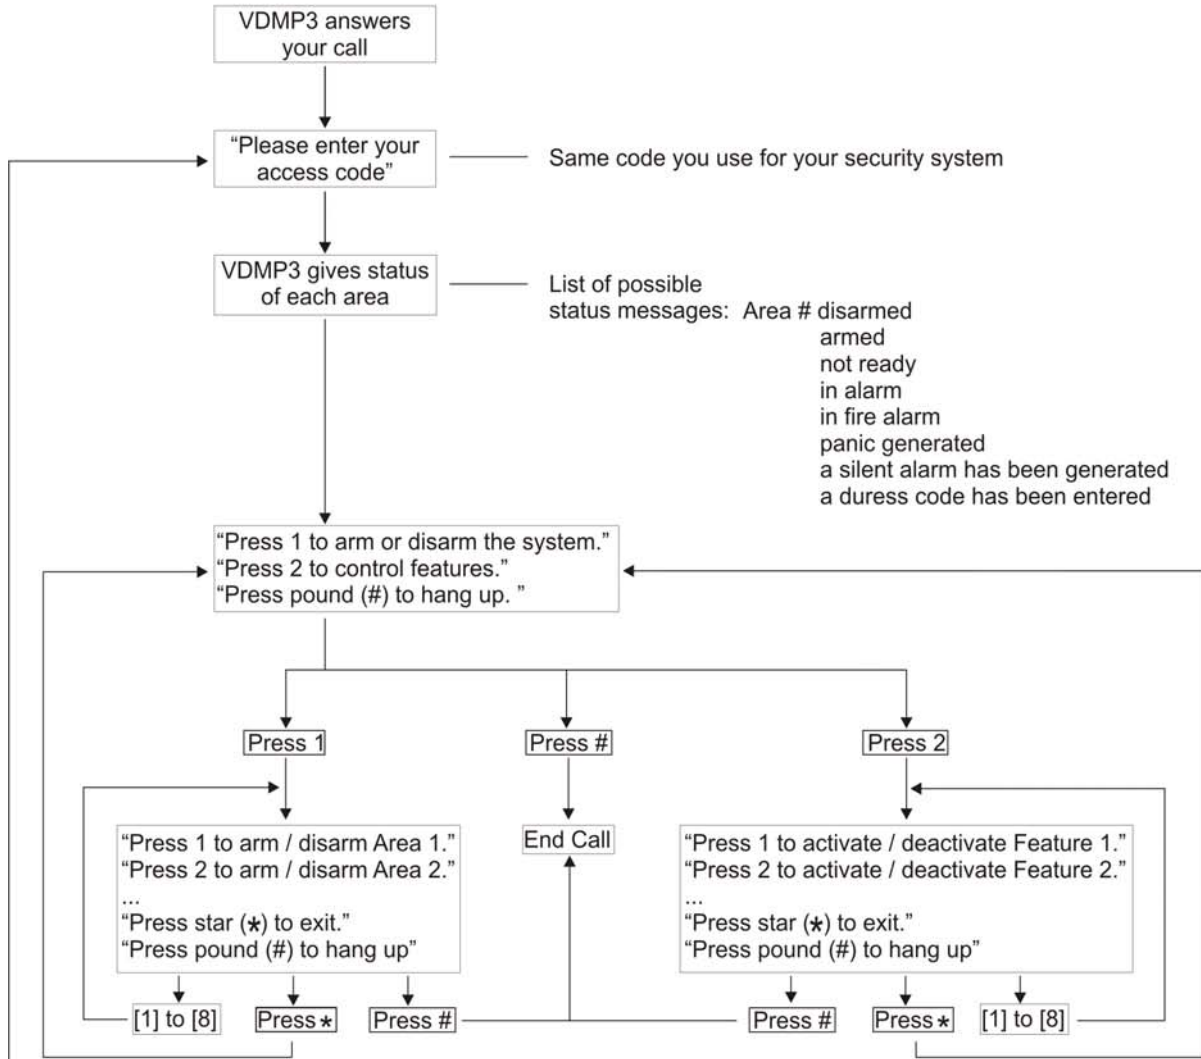 VDMP3 answers
your call
“Please enter your
access code”
Same code you use for your security system
VDMP3 gives status
of each area
List of possible
status messages: Area # disarmed
armed
not ready
in alarm
in fire alarm
panic generated
a silent alarm has been generated
a duress code has been entered
“Press 1 to arm or disarm the system.”
“Press 2 to control features.”
“Press pound (#) to hang up. ”
Press 1
Press #
Press 2
“Press 1 to arm / disarm Area 1.”
“Press 2 to arm / disarm Area 2.”
...
“Press star (*) to exit.”
“Press pound (#) to hang up”
End Call
“Press 1 to activate / deactivate Feature 1.”
“Press 2 to activate / deactivate Feature 2.”
...
“Press star (*) to exit.”
“Press pound (#) to hang up”
[1] to [8]
Press *
Press #
Press #
Press *
[1] to [8]